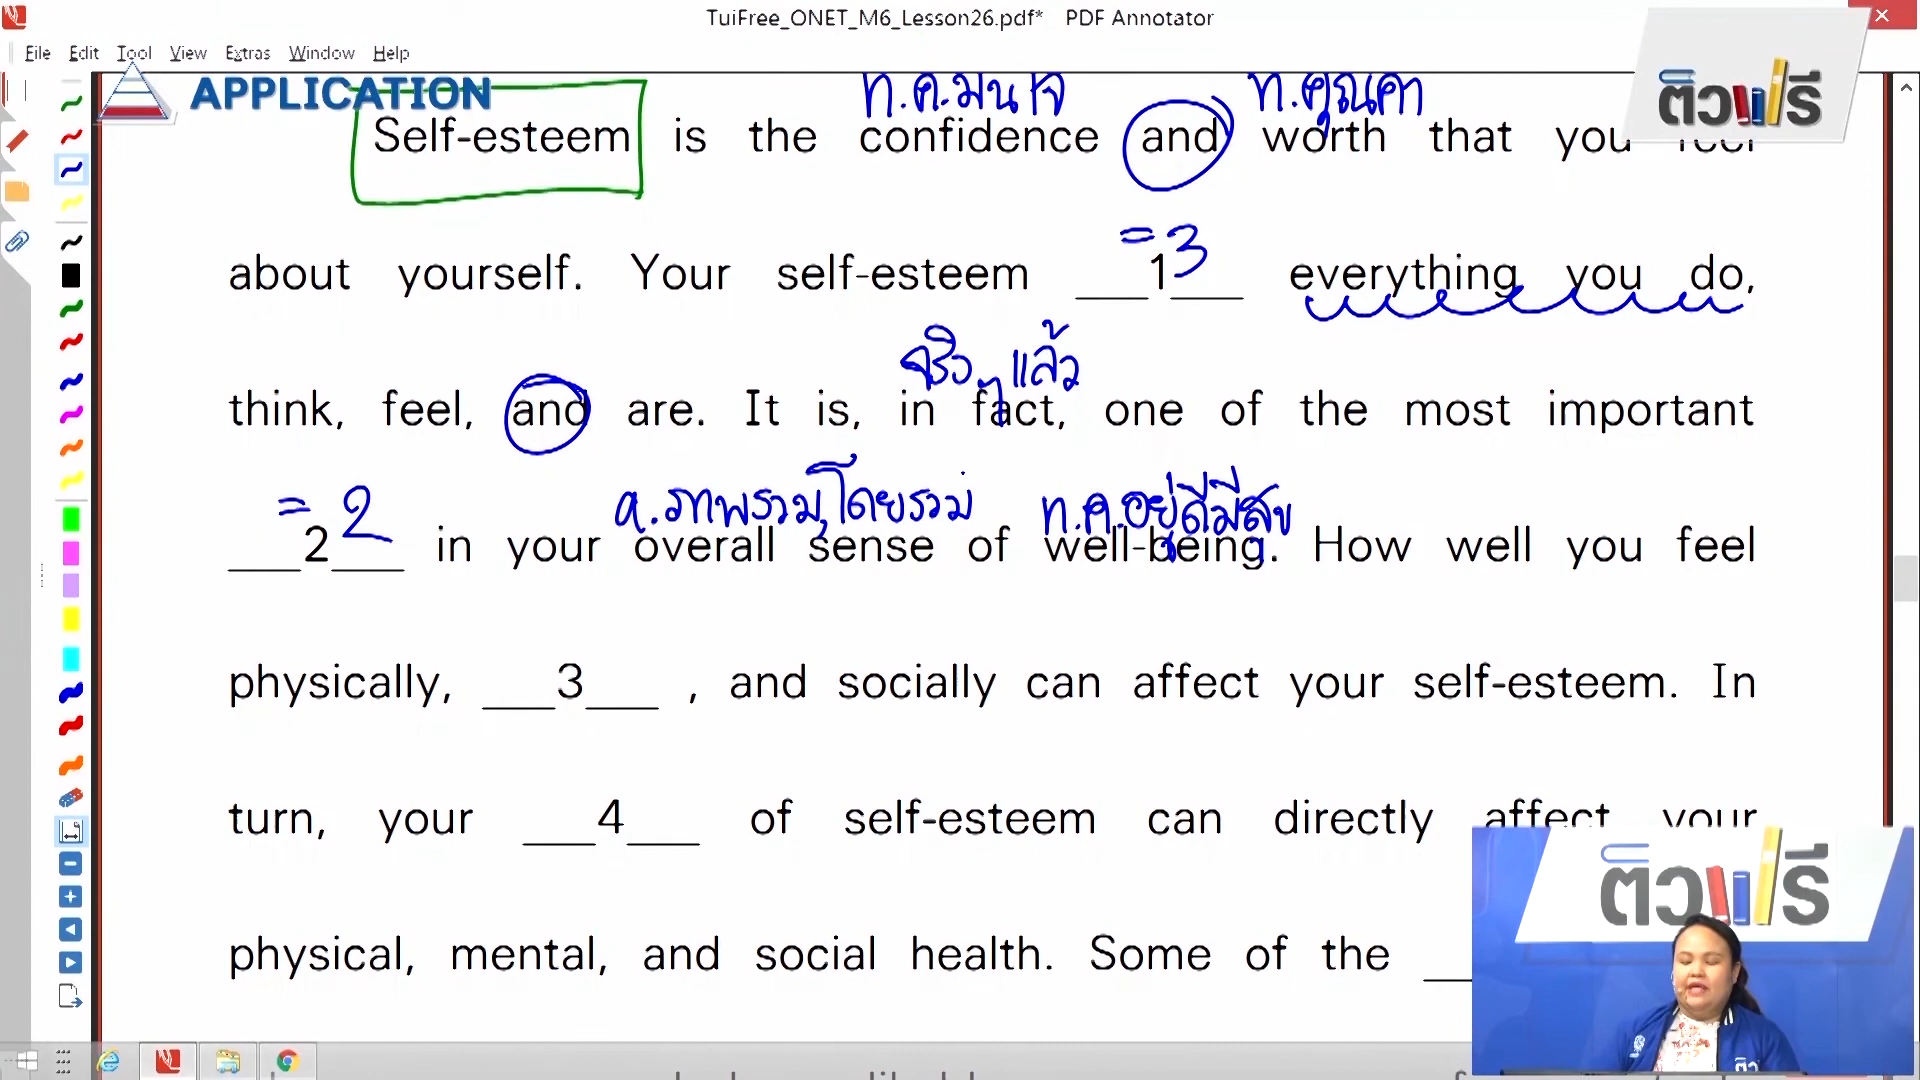 TuiFree_ONET_M6_Lesson26.pdf* PDF Annotator
File Edit Tool View Extras Window Help
APPLICATION
ติวฟรี
ท.ค.มั่นใจ ท.คุณค่า
Self-esteem is the confidence and worth that you feel
= 3
about yourself. Your self-esteem ___1___ everything you do,
จริงๆ แล้ว
think, feel, and are. It is, in fact, one of the most important
= 2 a.ภาพรวม, โดยรวม ท.ค.อยู่ดีมีสุข
___2___ in your overall sense of well-being. How well you feel
physically, ___3___ , and socially can affect your self-esteem. In
turn, your ___4___ of self-esteem can directly affect your
ติวฟรี
physical, mental, and social health. Some of the ___